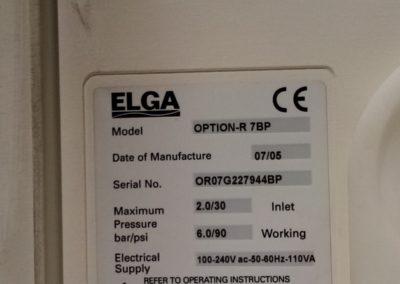 ELGA CE
Model OPTION-R 7BP
Date of Manufacture 07/05
Serial No. OR07G227944BP
Maximum 2.0/30 Inlet
Pressure
bar/psi 6.0/90 Working
Electrical 100-240V ac-50-60Hz-110VA
Supply
REFER TO OPERATING INSTRUCTIONS